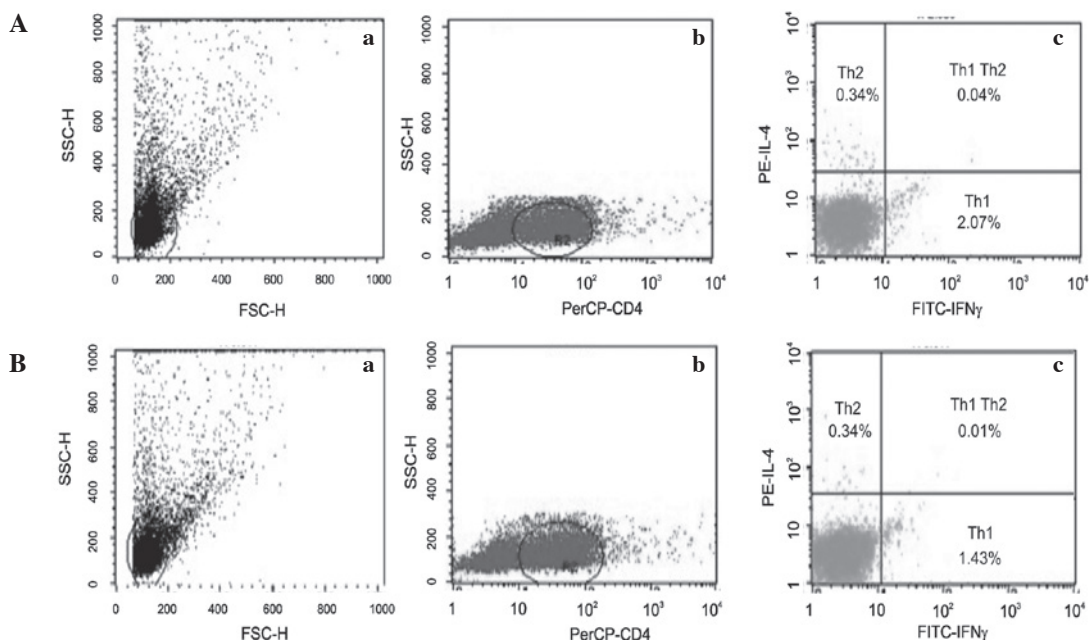 A
a
1000
800
600
400
200
0
SSC-H
0 200 400 600 800 1000
FSC-H
b
1000
800
600
400
200
0
SSC-H
R2
1 10 10² 10³ 10⁴
PerCP-CD4
c
10⁴
10³
10²
10
1
PE-IL-4
Th2
0.34%
Th1 Th2
0.04%
Th1
2.07%
1 10 10² 10³ 10⁴
FITC-IFNγ
B
a
1000
800
600
400
200
0
SSC-H
0 200 400 600 800 1000
FSC-H
b
1000
800
600
400
200
0
SSC-H
1 10 10² 10³ 10⁴
PerCP-CD4
c
10⁴
10³
10²
10
1
PE-IL-4
Th2
0.34%
Th1 Th2
0.01%
Th1
1.43%
1 10 10² 10³ 10⁴
FITC-IFNγ